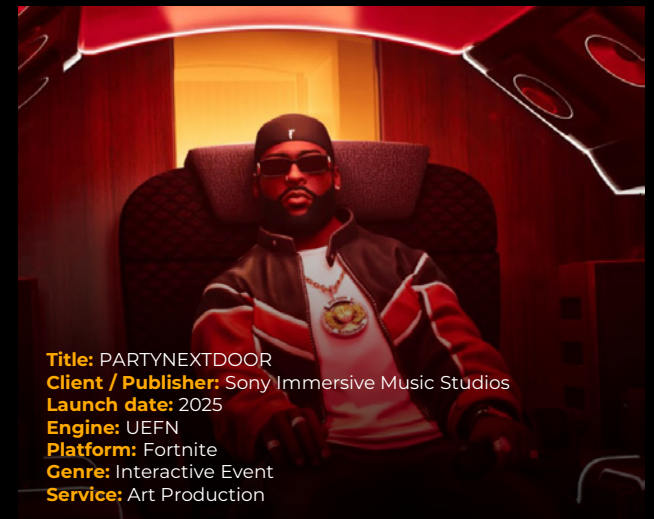 Title: PARTYNEXTDOOR
Client / Publisher: Sony Immersive Music Studios
Launch date: 2025
Engine: UEFN
Platform: Fortnite
Genre: Interactive Event
Service: Art Production